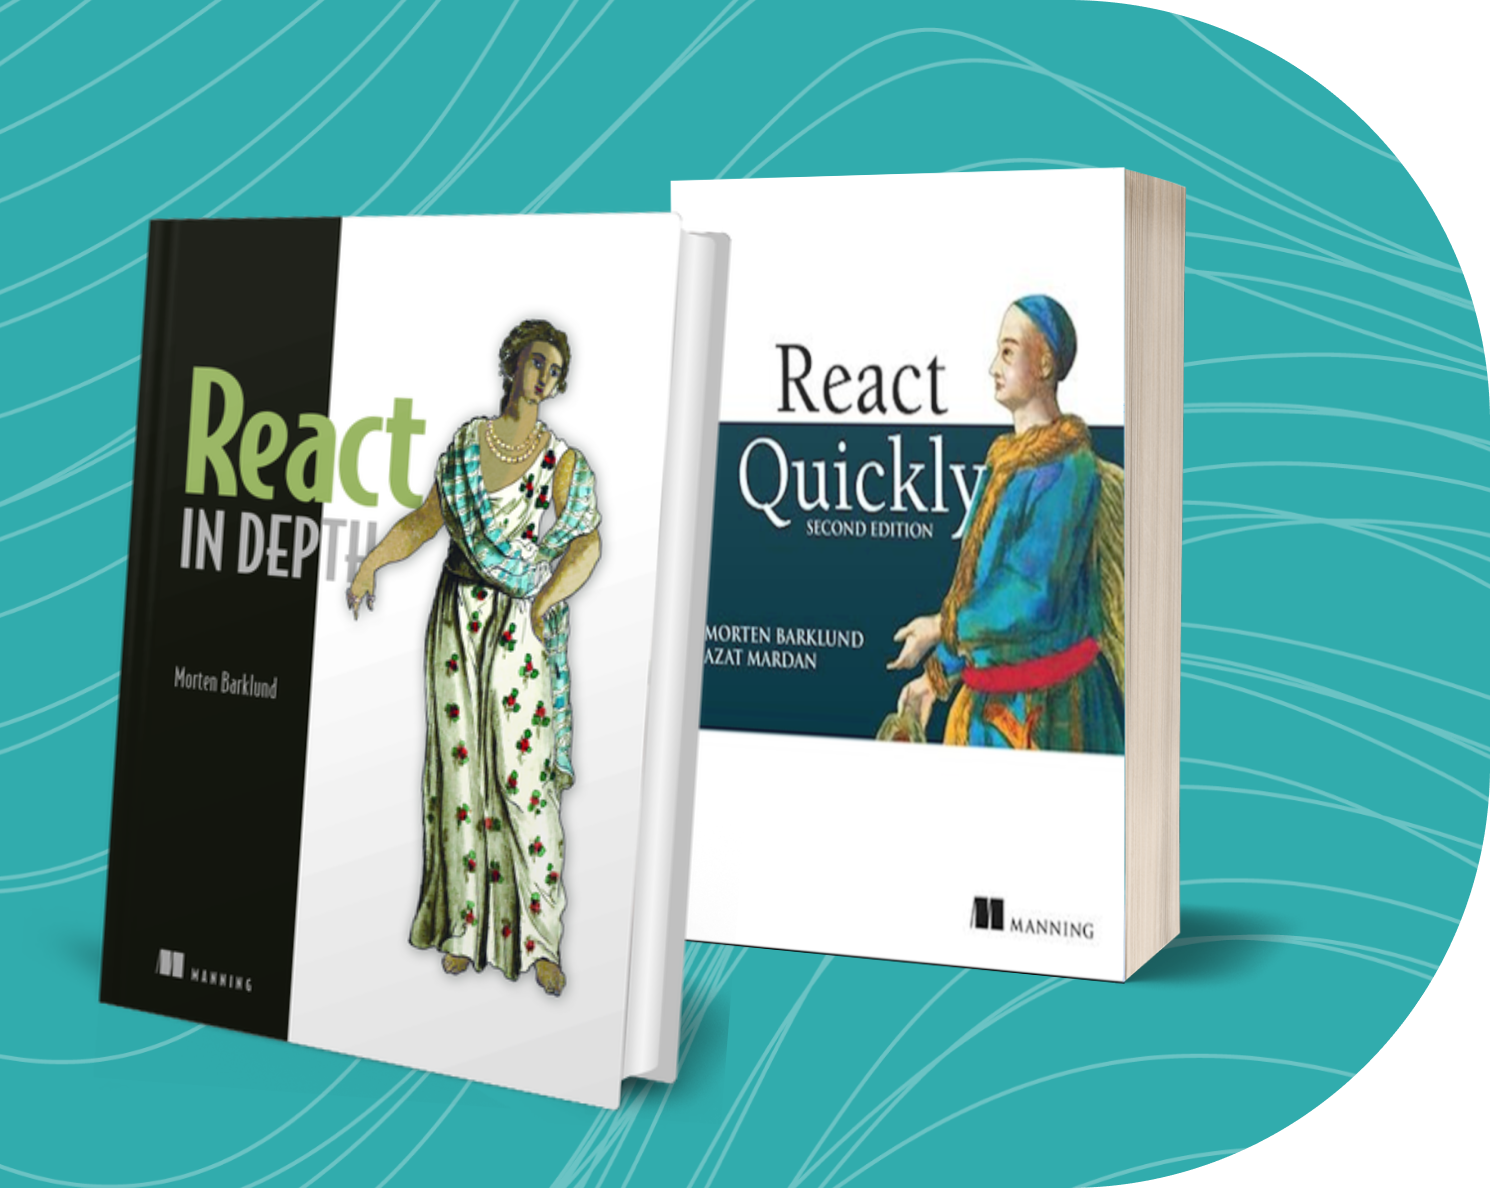 React
IN DEPTH
Morten Barklund
MANNING
React
Quickly
SECOND EDITION
MORTEN BARKLUND
AZAT MARDAN
MANNING